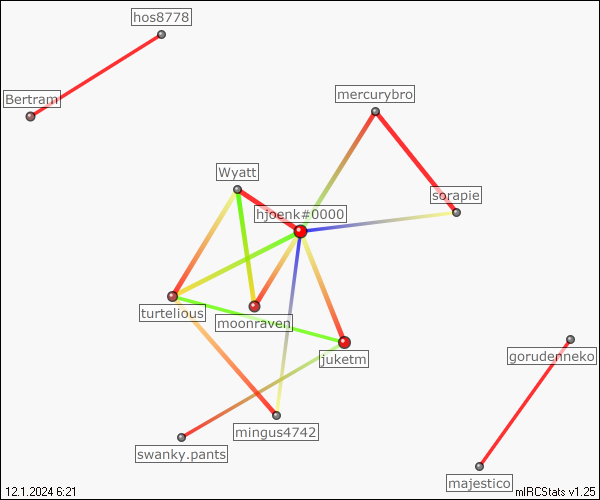 hos8778
Bertram
mercurybro
Wyatt
sorapie
hjoenk#0000
turtelious
moonraven
juketm
gorudenneko
mingus4742
swanky.pants
majestico
12.1.2024 6:21
mIRCStats v1.25